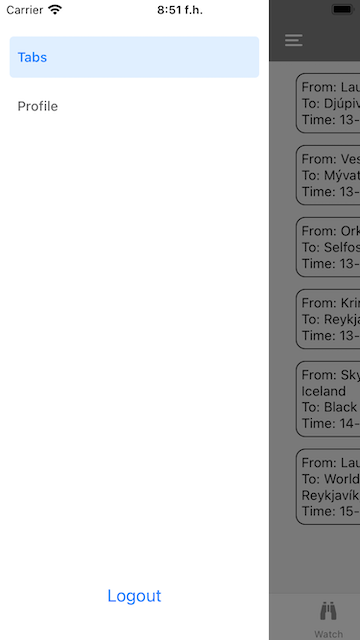 Carrier 8:51 f.h.
Tabs
Profile
Logout
From: Lau
To: Djúpiv
Time: 13-
From: Ves
To: Mývat
Time: 13-
From: Ork
To: Selfos
Time: 13-
From: Krin
To: Reykja
Time: 13-
From: Sky
Iceland
To: Black
Time: 14-
From: Lau
To: World
Reykjavík
Time: 15-
Watch